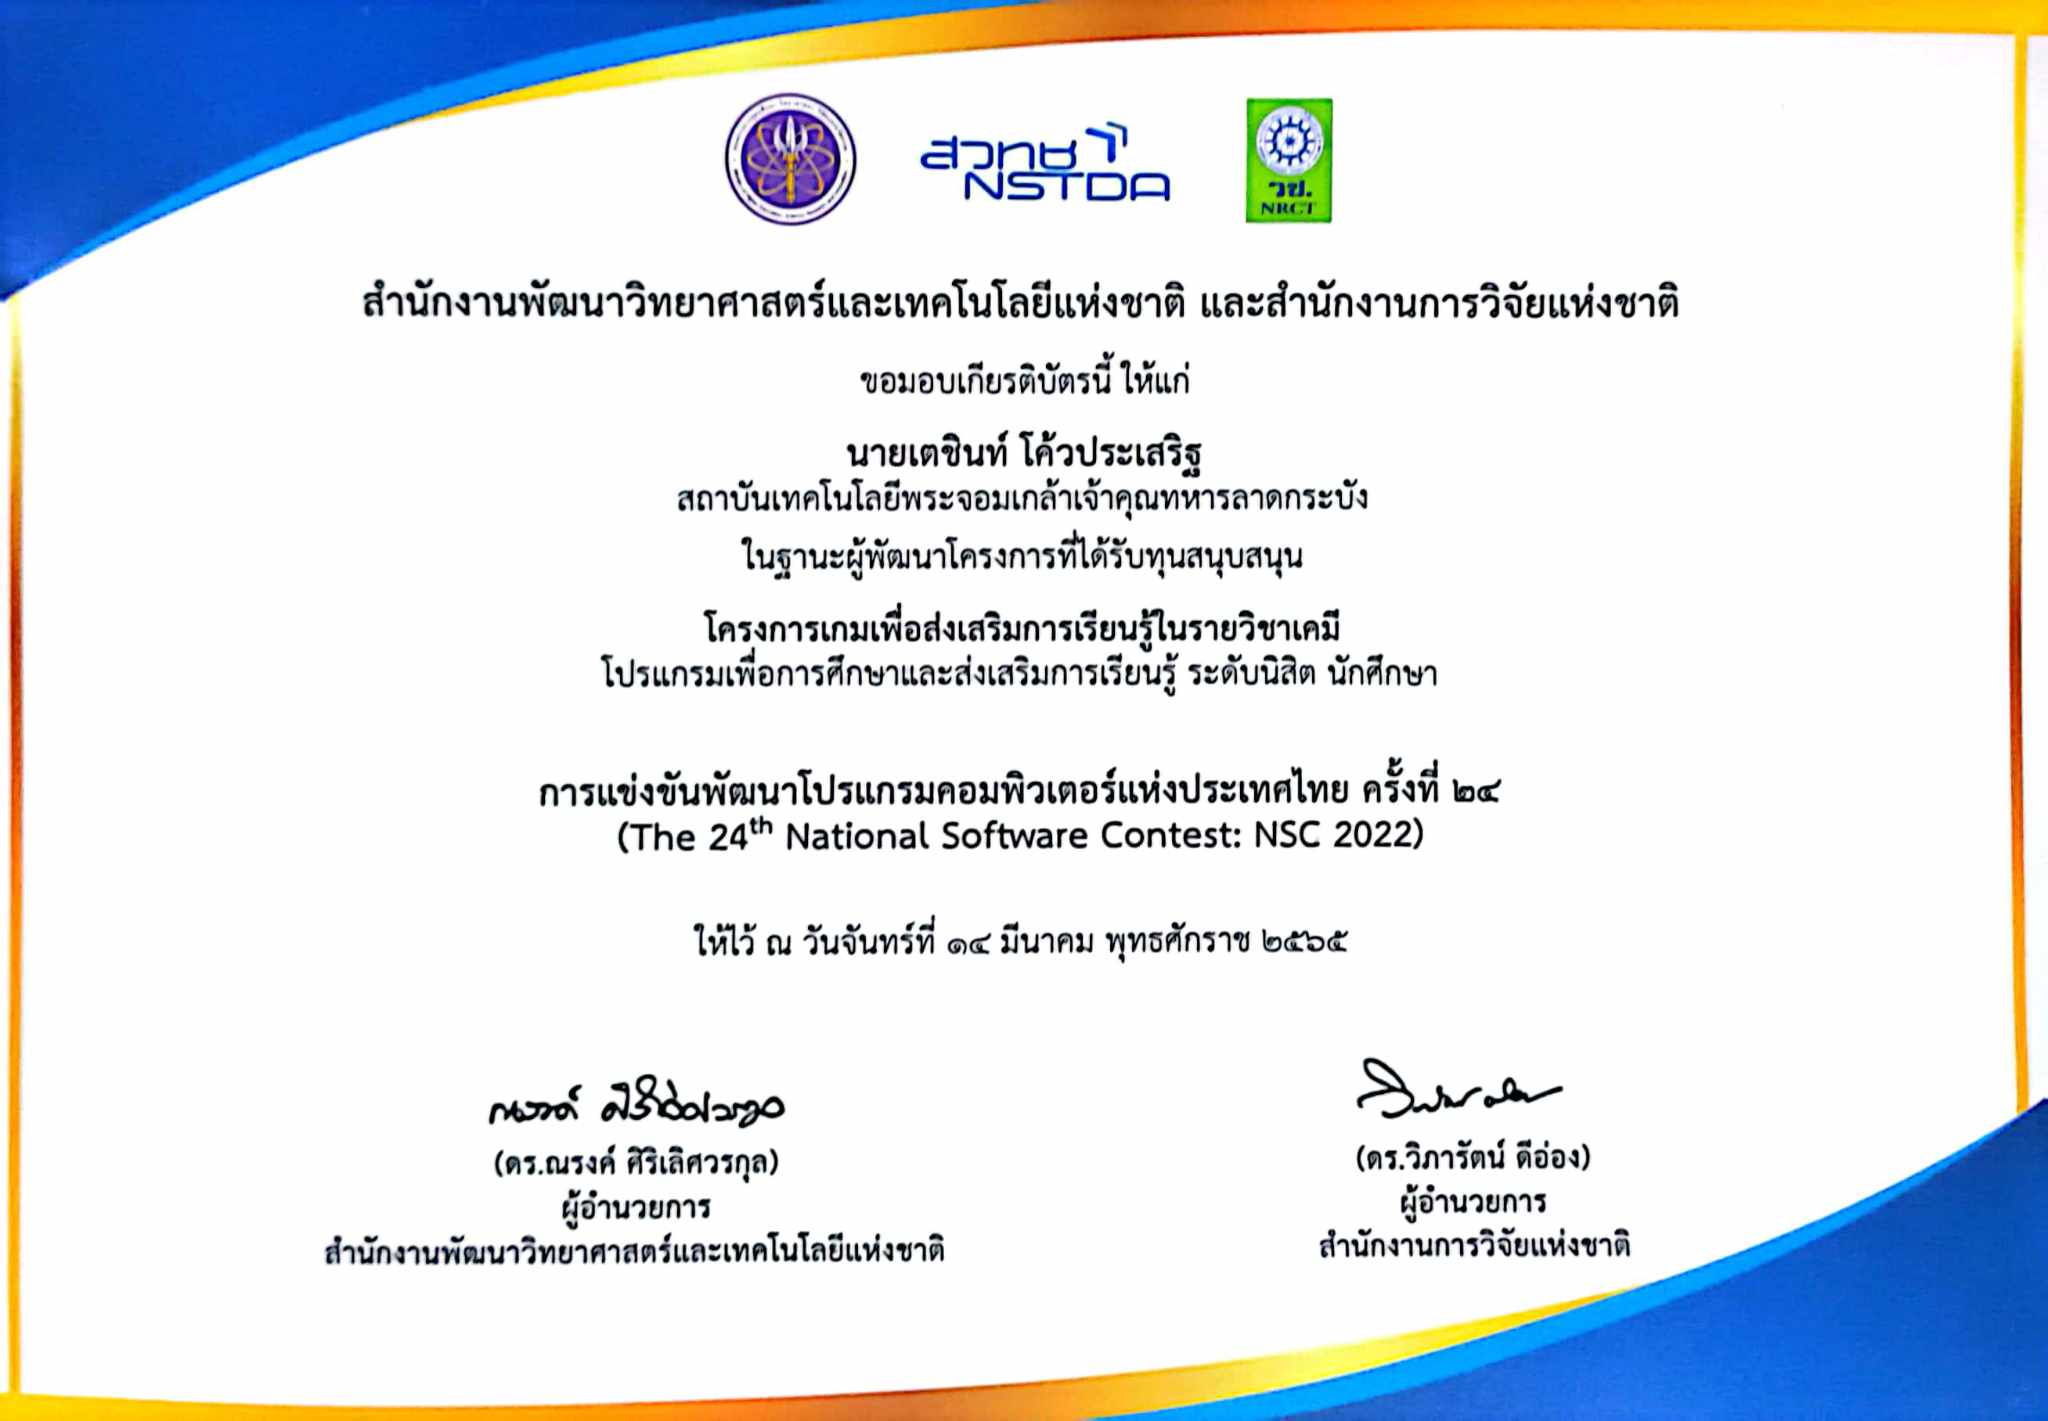 สวทช
NSTDA
วช.
NRCT
สำนักงานพัฒนาวิทยาศาสตร์และเทคโนโลยีแห่งชาติ และสำนักงานการวิจัยแห่งชาติ
ขอมอบเกียรติบัตรนี้ ให้แก่
นายเตชินท์ โค้วประเสริฐ
สถาบันเทคโนโลยีพระจอมเกล้าเจ้าคุณทหารลาดกระบัง
ในฐานะผู้พัฒนาโครงการที่ได้รับทุนสนุบสนุน
โครงการเกมเพื่อส่งเสริมการเรียนรู้ในรายวิชาเคมี
โปรแกรมเพื่อการศึกษาและส่งเสริมการเรียนรู้ ระดับนิสิต นักศึกษา
การแข่งขันพัฒนาโปรแกรมคอมพิวเตอร์แห่งประเทศไทย ครั้งที่ ๒๔
(The 24th National Software Contest: NSC 2022)
ให้ไว้ ณ วันจันทร์ที่ ๑๔ มีนาคม พุทธศักราช ๒๕๖๕
(ดร.ณรงค์ ศิริเลิศวรกุล)
ผู้อำนวยการ
สำนักงานพัฒนาวิทยาศาสตร์และเทคโนโลยีแห่งชาติ
(ดร.วิภารัตน์ ดีอ่อง)
ผู้อำนวยการ
สำนักงานการวิจัยแห่งชาติ